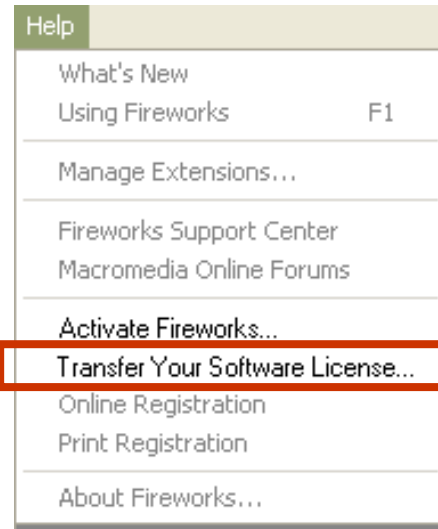 Help
What's New
Using Fireworks F1
Manage Extensions...
Fireworks Support Center
Macromedia Online Forums
Activate Fireworks...
Transfer Your Software License...
Online Registration
Print Registration
About Fireworks...